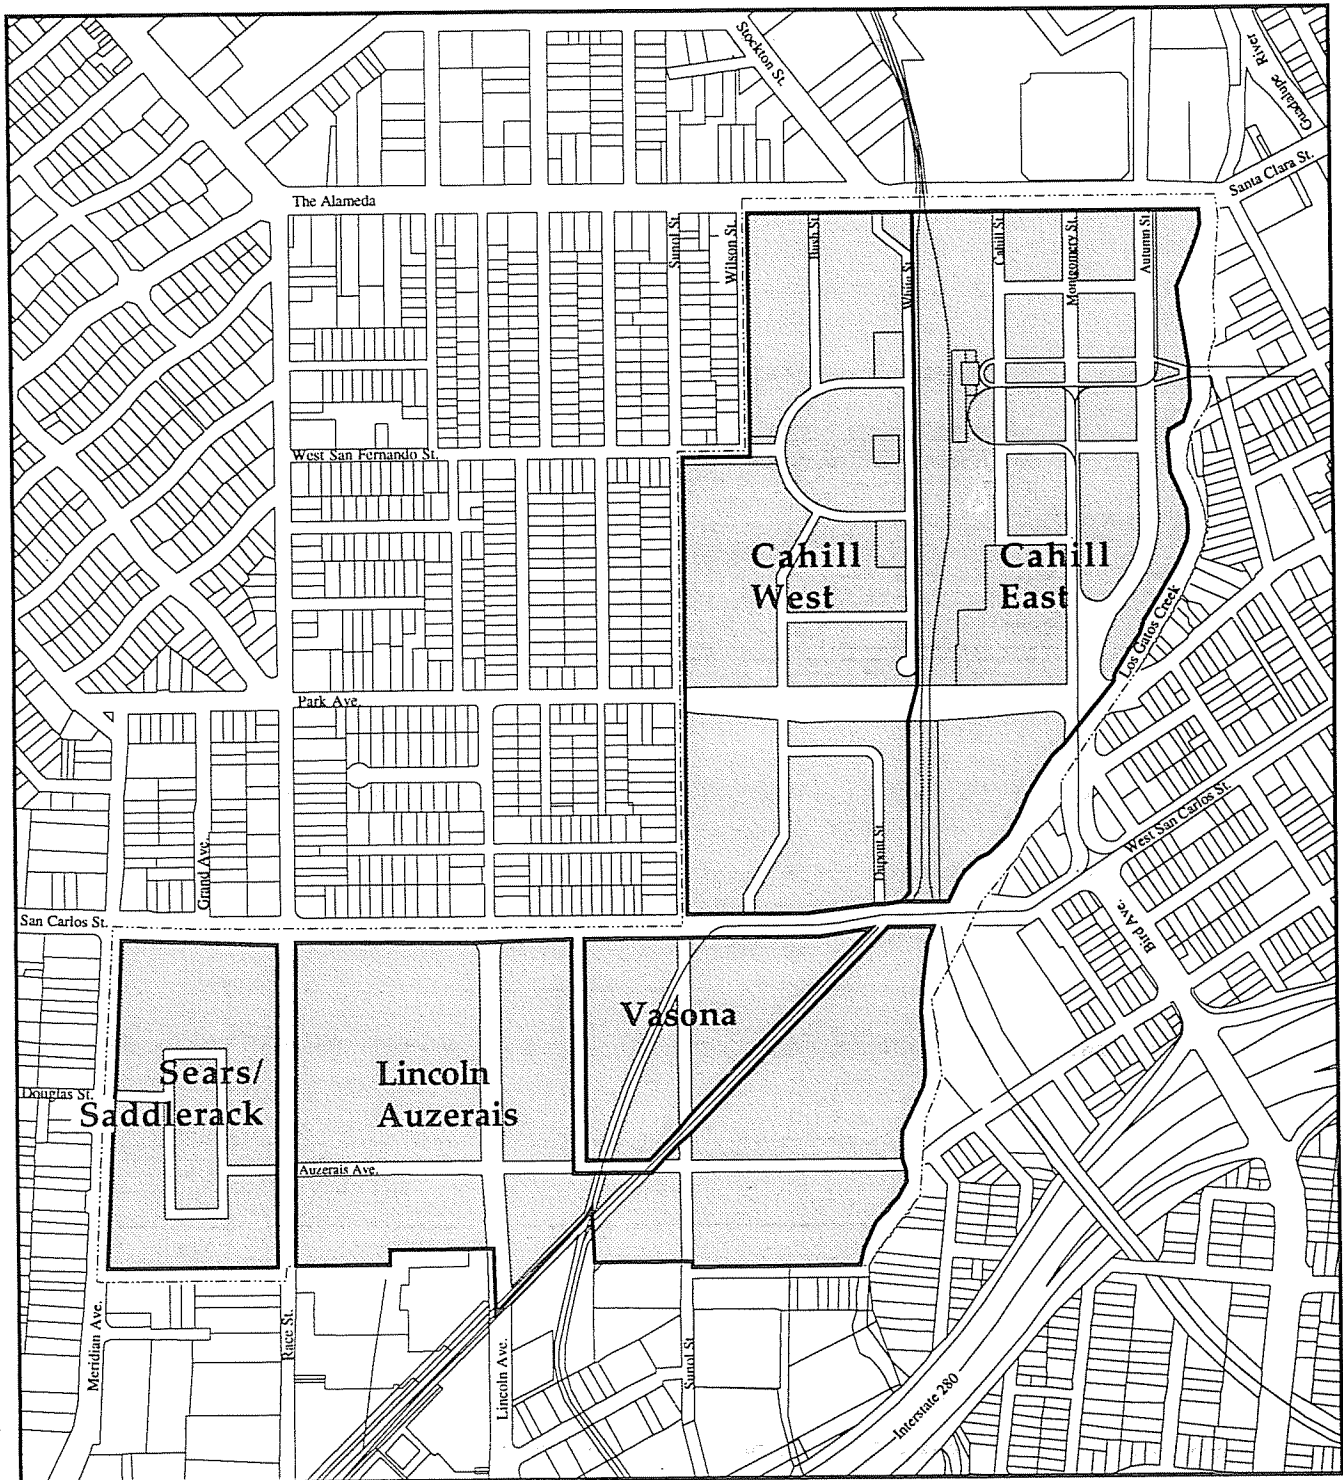 Stockton St.
Guadalupe River
Santa Clara St.
The Alameda
Sunol St.
Wilson St.
Bush St.
White St.
Cahill St.
Montgomery St.
Autumn St.
West San Fernando St.
Cahill
West
Cahill
East
Los Gatos Creek
Park Ave.
West San Carlos St.
Dupont St.
Grand Ave.
San Carlos St.
Bird Ave.
Vasona
Sears/
Saddlerack
Lincoln
Auzerais
Douglas St.
Auzerais Ave.
Meridian Ave.
Race St.
Lincoln Ave.
Sunol St.
Interstate 280